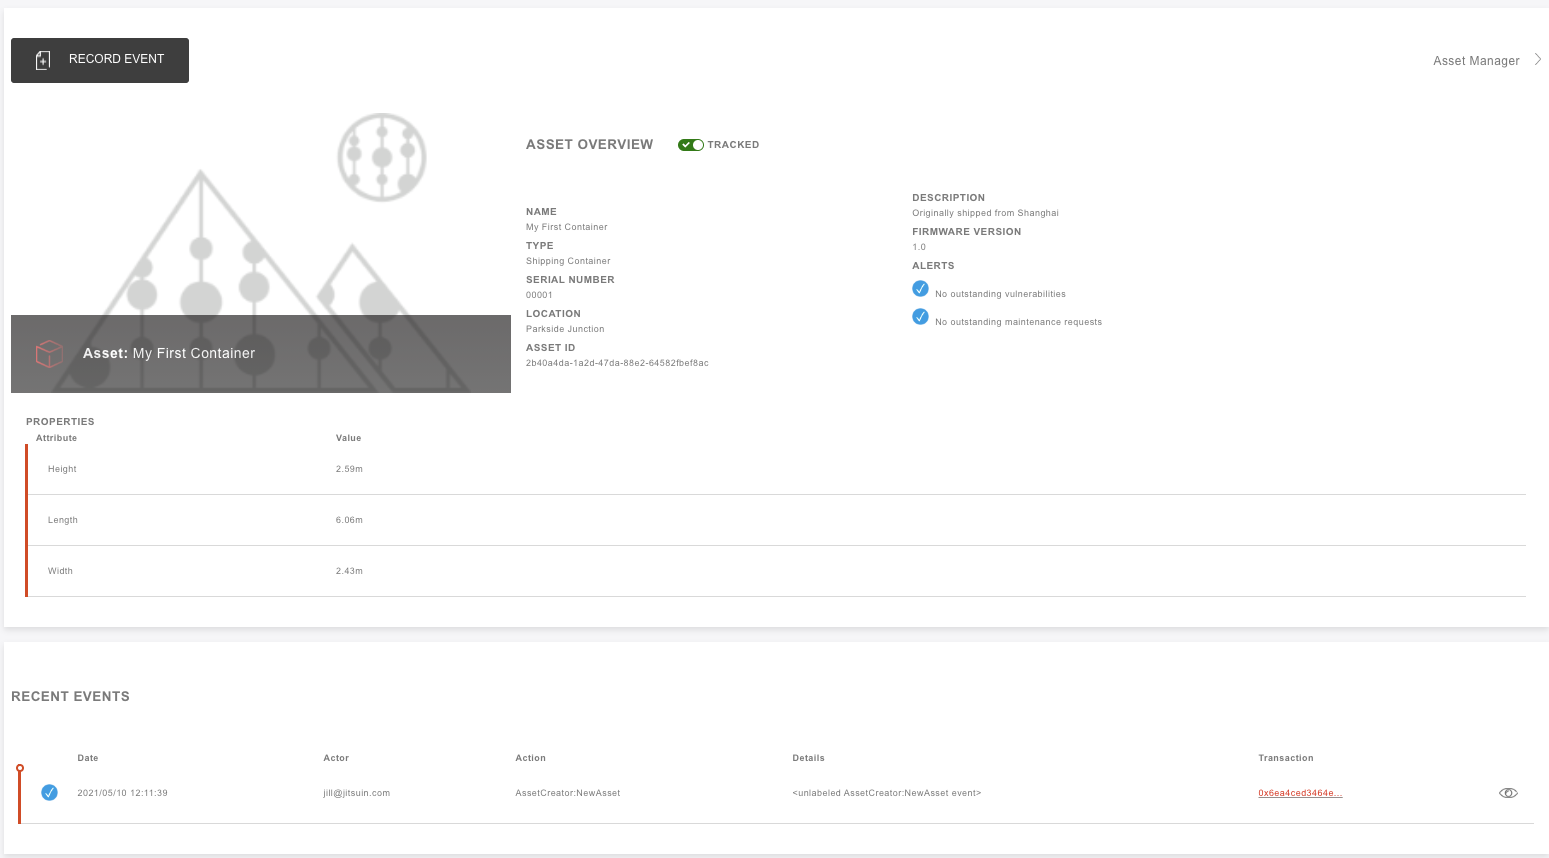 RECORD EVENT
Asset Manager
ASSET OVERVIEW TRACKED
NAME
My First Container
TYPE
Shipping Container
SERIAL NUMBER
00001
LOCATION
Parkside Junction
ASSET ID
2b40a4da-1a2d-47da-88e2-64582fbef8ac
DESCRIPTION
Originally shipped from Shanghai
FIRMWARE VERSION
1.0
ALERTS
No outstanding vulnerabilities
No outstanding maintenance requests
Asset: My First Container
PROPERTIES
Attribute Value
Height 2.59m
Length 6.06m
Width 2.43m
RECENT EVENTS
Date Actor Action Details Transaction
2021/05/10 12:11:39 jill@jitsuin.com AssetCreator:NewAsset <unlabeled AssetCreator:NewAsset event> 0x6ea4ced3464e...